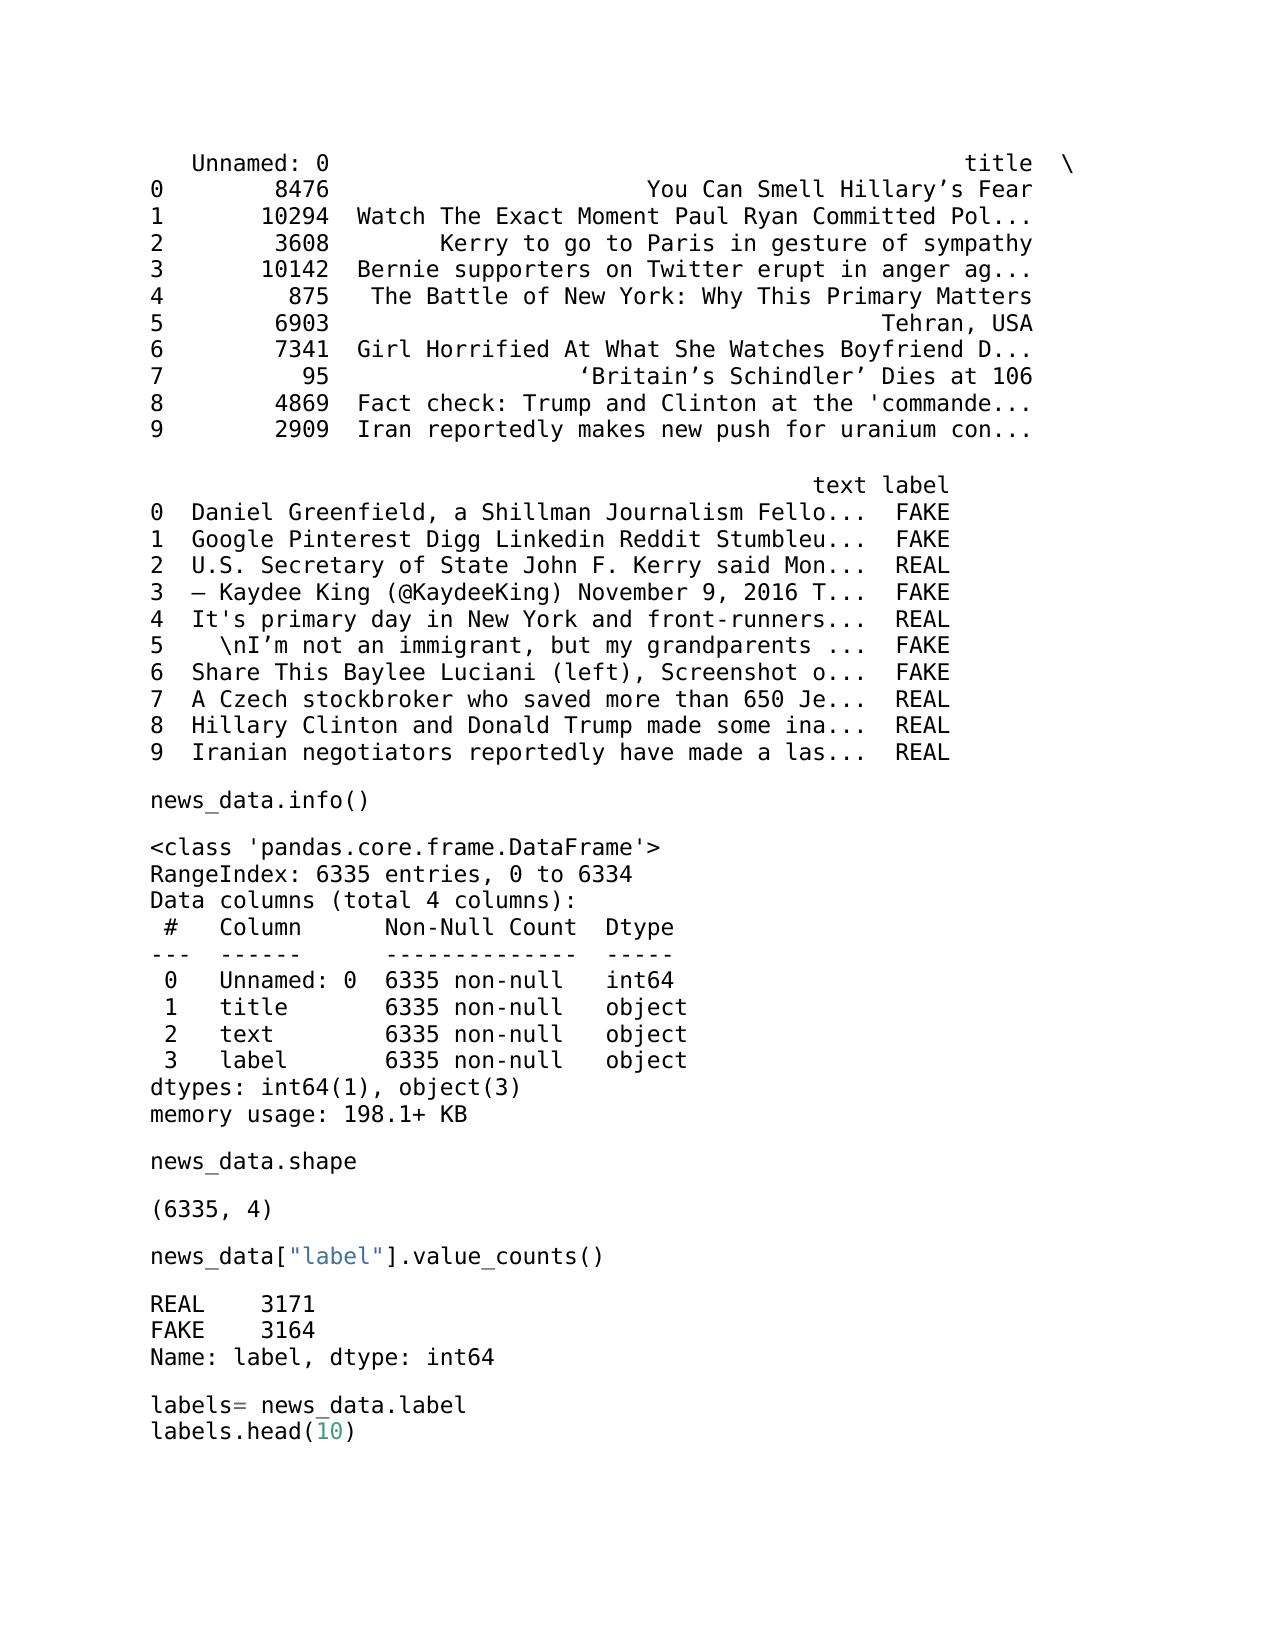 Unnamed: 0                                              title  \
0        8476                       You Can Smell Hillary’s Fear
1       10294  Watch The Exact Moment Paul Ryan Committed Pol...
2        3608        Kerry to go to Paris in gesture of sympathy
3       10142  Bernie supporters on Twitter erupt in anger ag...
4         875   The Battle of New York: Why This Primary Matters
5        6903                                        Tehran, USA
6        7341  Girl Horrified At What She Watches Boyfriend D...
7          95                  ‘Britain’s Schindler’ Dies at 106
8        4869  Fact check: Trump and Clinton at the 'commande...
9        2909  Iran reportedly makes new push for uranium con...

                                                text label
0  Daniel Greenfield, a Shillman Journalism Fello...  FAKE
1  Google Pinterest Digg Linkedin Reddit Stumbleu...  FAKE
2  U.S. Secretary of State John F. Kerry said Mon...  REAL
3  — Kaydee King (@KaydeeKing) November 9, 2016 T...  FAKE
4  It's primary day in New York and front-runners...  REAL
5    \nI’m not an immigrant, but my grandparents ...  FAKE
6  Share This Baylee Luciani (left), Screenshot o...  FAKE
7  A Czech stockbroker who saved more than 650 Je...  REAL
8  Hillary Clinton and Donald Trump made some ina...  REAL
9  Iranian negotiators reportedly have made a las...  REAL

news_data.info()

<class 'pandas.core.frame.DataFrame'>
RangeIndex: 6335 entries, 0 to 6334
Data columns (total 4 columns):
 #   Column      Non-Null Count  Dtype
---  ------      --------------  -----
 0   Unnamed: 0  6335 non-null   int64
 1   title       6335 non-null   object
 2   text        6335 non-null   object
 3   label       6335 non-null   object
dtypes: int64(1), object(3)
memory usage: 198.1+ KB

news_data.shape

(6335, 4)

news_data["label"].value_counts()

REAL    3171
FAKE    3164
Name: label, dtype: int64

labels= news_data.label
labels.head(10)